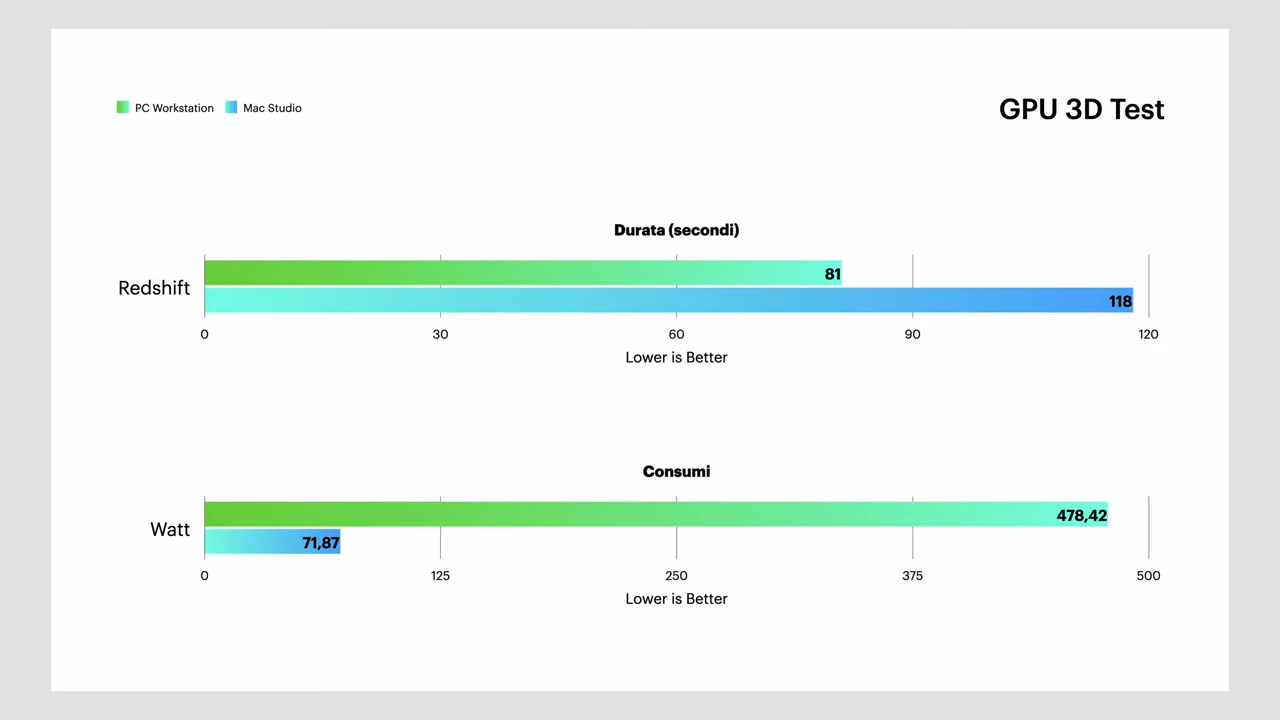 PC Workstation
Mac Studio
GPU 3D Test
Durata (secondi)
Redshift
81
118
0 30 60 90 120
Lower is Better
Consumi
Watt
478,42
71,87
0 125 250 375 500
Lower is Better